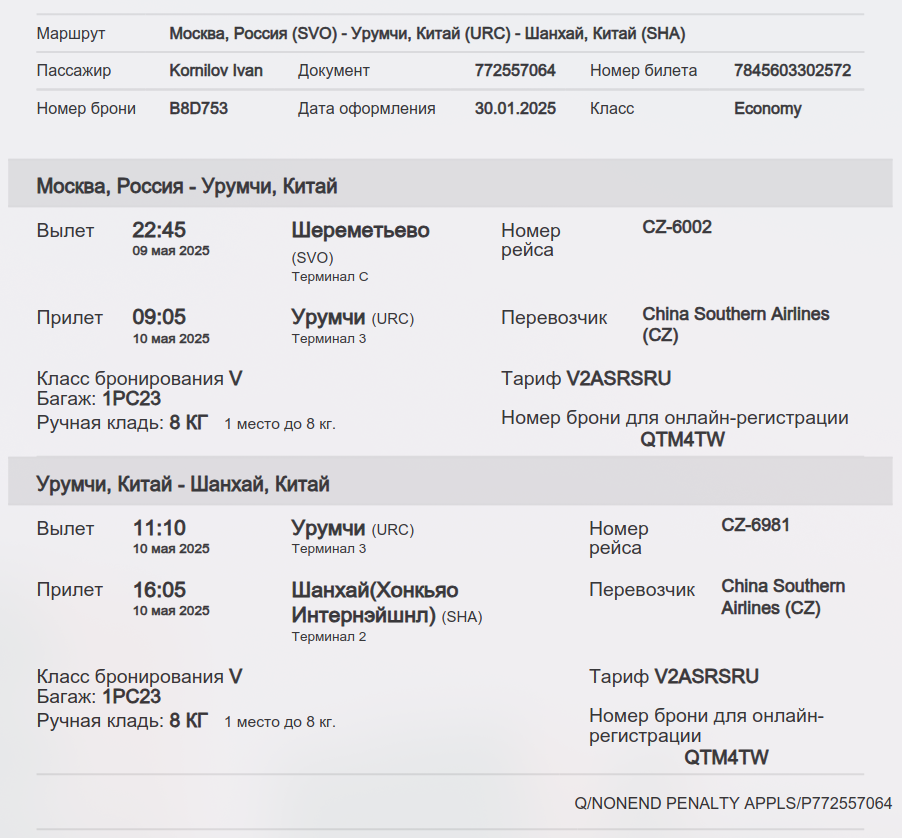 Маршрут Москва, Россия (SVO) - Урумчи, Китай (URC) - Шанхай, Китай (SHA)
Пассажир Kornilov Ivan Документ 772557064 Номер билета 7845603302572
Номер брони B8D753 Дата оформления 30.01.2025 Класс Economy
Москва, Россия - Урумчи, Китай
Вылет 22:45 Шереметьево Номер рейса CZ-6002
09 мая 2025 (SVO)
Терминал C
Прилет 09:05 Урумчи (URC) Перевозчик China Southern Airlines (CZ)
10 мая 2025 Терминал 3
Класс бронирования V Тариф V2ASRSRU
Багаж: 1PC23
Ручная кладь: 8 КГ 1 место до 8 кг. Номер брони для онлайн-регистрации
QTM4TW
Урумчи, Китай - Шанхай, Китай
Вылет 11:10 Урумчи (URC) Номер рейса CZ-6981
10 мая 2025 Терминал 3
Прилет 16:05 Шанхай(Хонкьяо Перевозчик China Southern Airlines (CZ)
10 мая 2025 Интернэйшнл) (SHA)
Терминал 2
Класс бронирования V Тариф V2ASRSRU
Багаж: 1PC23
Ручная кладь: 8 КГ 1 место до 8 кг. Номер брони для онлайн-
регистрации
QTM4TW
Q/NONEND PENALTY APPLS/P772557064